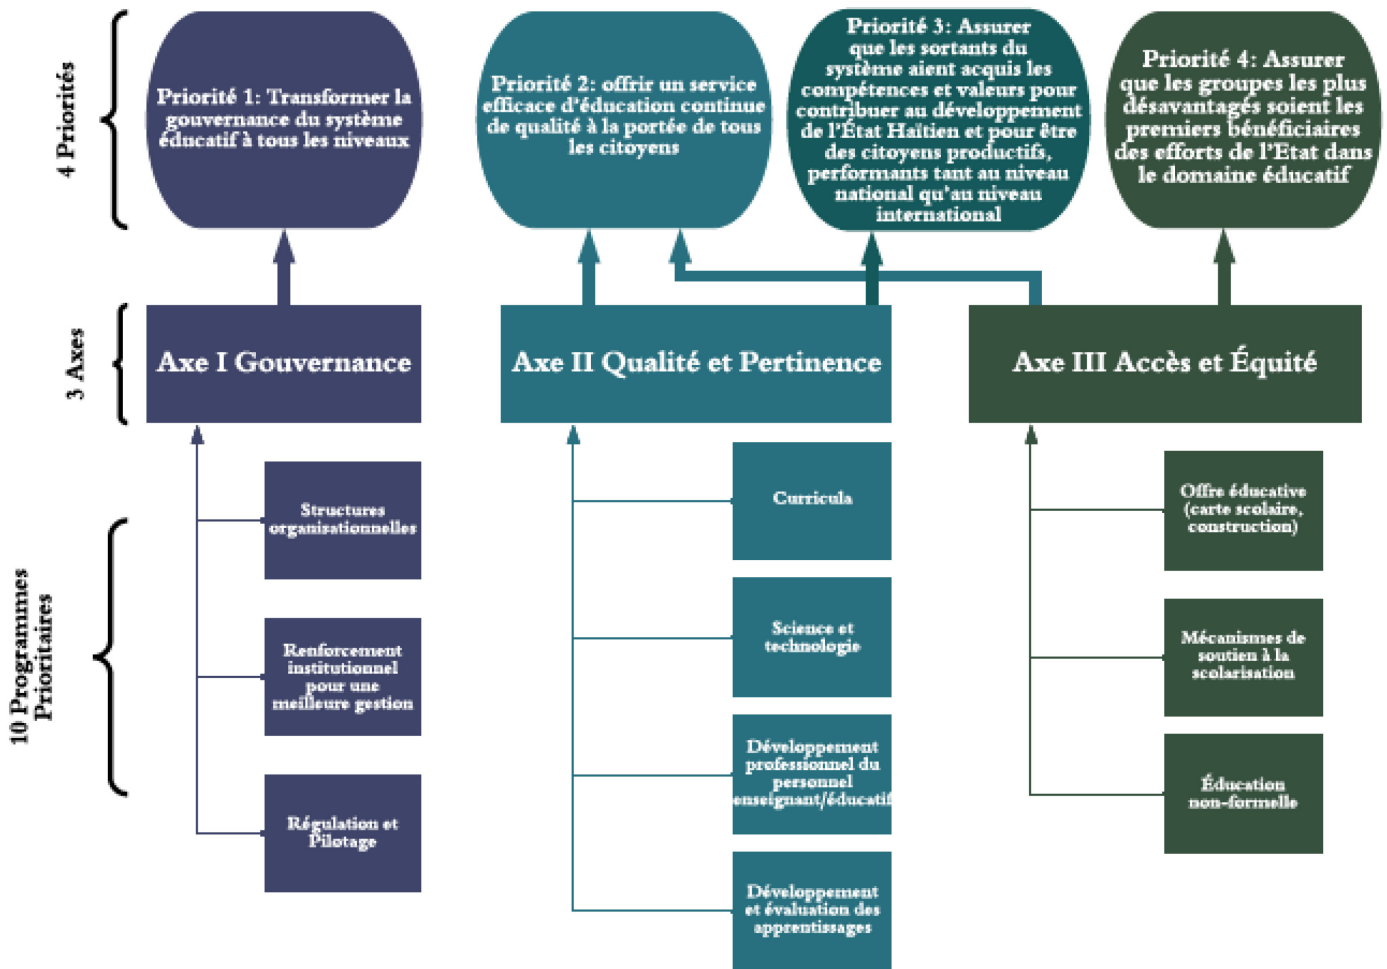 4 Priorités
Priorité 1: Transformer la
gouvernance du système
éducatif à tous les niveaux
Priorité 2: offrir un service
efficace d'éducation continue
de qualité à la portée de tous
les citoyens
Priorité 3: Assurer
que les sortants du
système aient acquis les
compétences et valeurs pour
contribuer au développement
de l'État Haïtien et pour être
des citoyens productifs,
performants tant au niveau
national qu'au niveau
international
Priorité 4: Assurer
que les groupes les plus
désavantagés soient les
premiers bénéficiaires
des efforts de l'Etat dans
le domaine éducatif
3 Axes
Axe I Gouvernance
Axe II Qualité et Pertinence
Axe III Accès et Équité
10 Programmes
Prioritaires
Structures
organisationnelles
Renforcement
institutionnel
pour une
meilleure gestion
Régulation et
Pilotage
Curricula
Science et
technologie
Développement
professionnel du
personnel
enseignant/éducatif
Développement
et évaluation des
apprentissages
Offre éducative
(carte scolaire,
construction)
Mécanismes de
soutien à la
scolarisation
Éducation
non-formelle